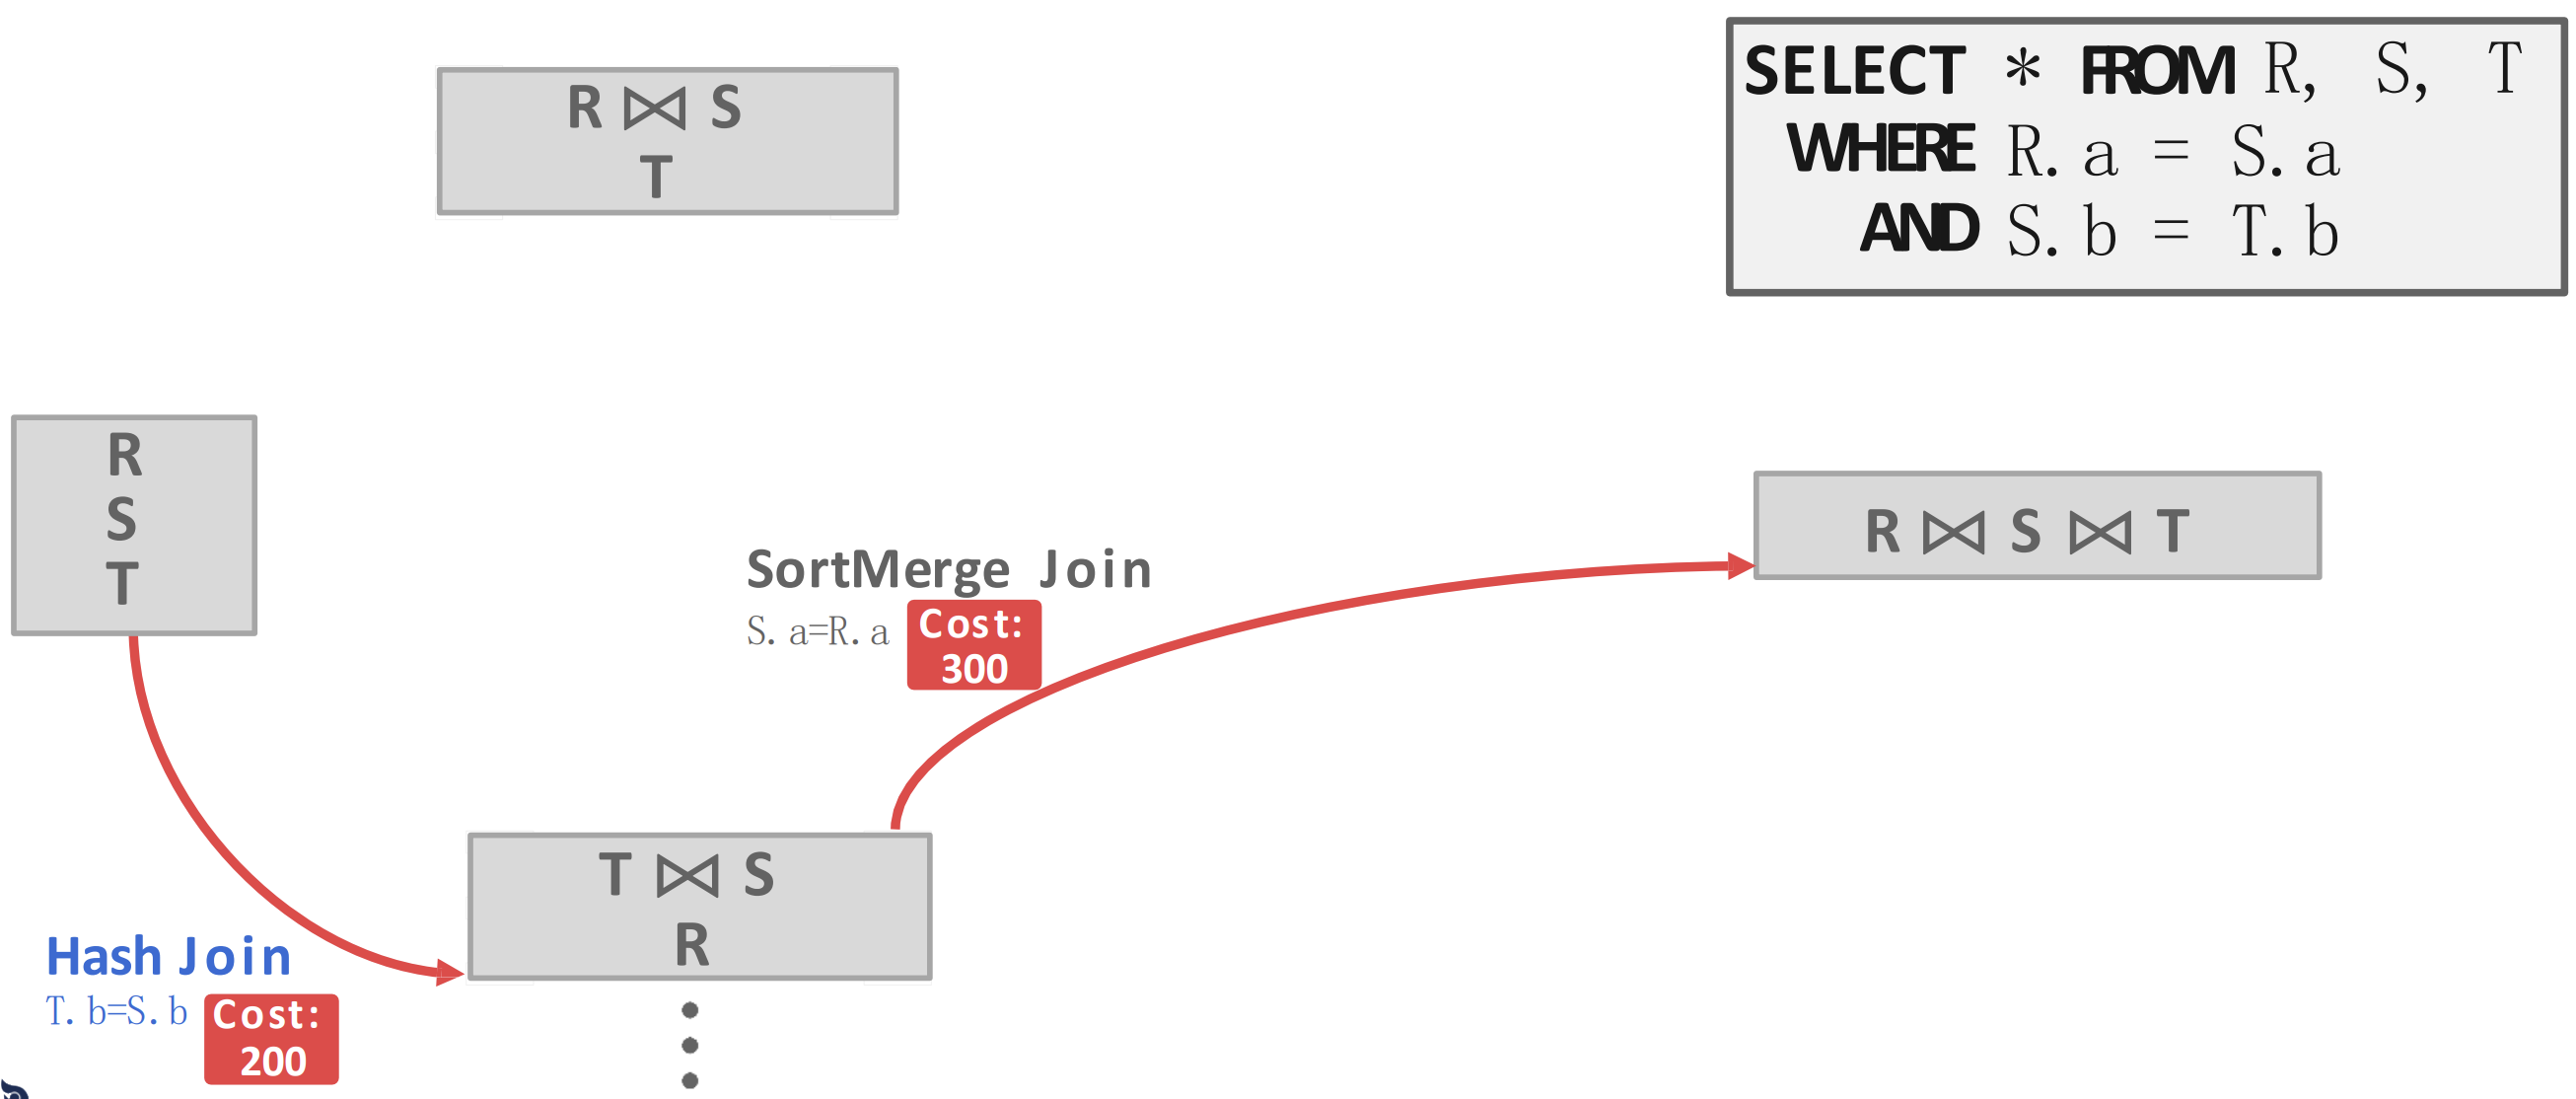 R ⋈ S
T
SELECT * FROM R, S, T
WHERE R.a = S.a
AND S.b = T.b
R
S
T
R ⋈ S ⋈ T
SortMerge Join
S.a=R.a
Cost:
300
T ⋈ S
R
Hash Join
T.b=S.b
Cost:
200